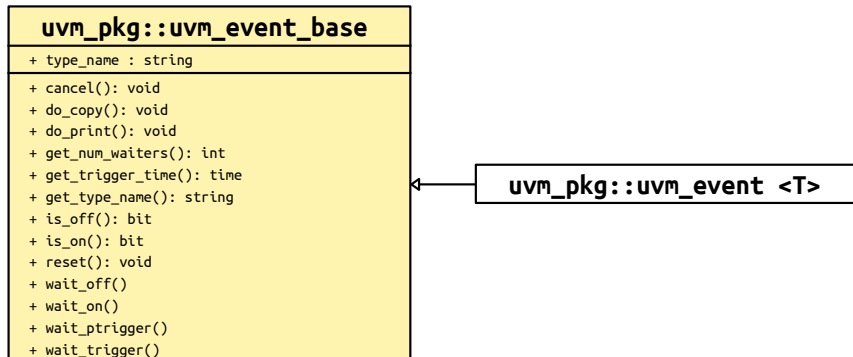 uvm_pkg::uvm_event_base
+ type_name : string
+ cancel(): void
+ do_copy(): void
+ do_print(): void
+ get_num_waiters(): int
+ get_trigger_time(): time
+ get_type_name(): string
+ is_off(): bit
+ is_on(): bit
+ reset(): void
+ wait_off()
+ wait_on()
+ wait_ptrigger()
+ wait_trigger()
uvm_pkg::uvm_event <T>